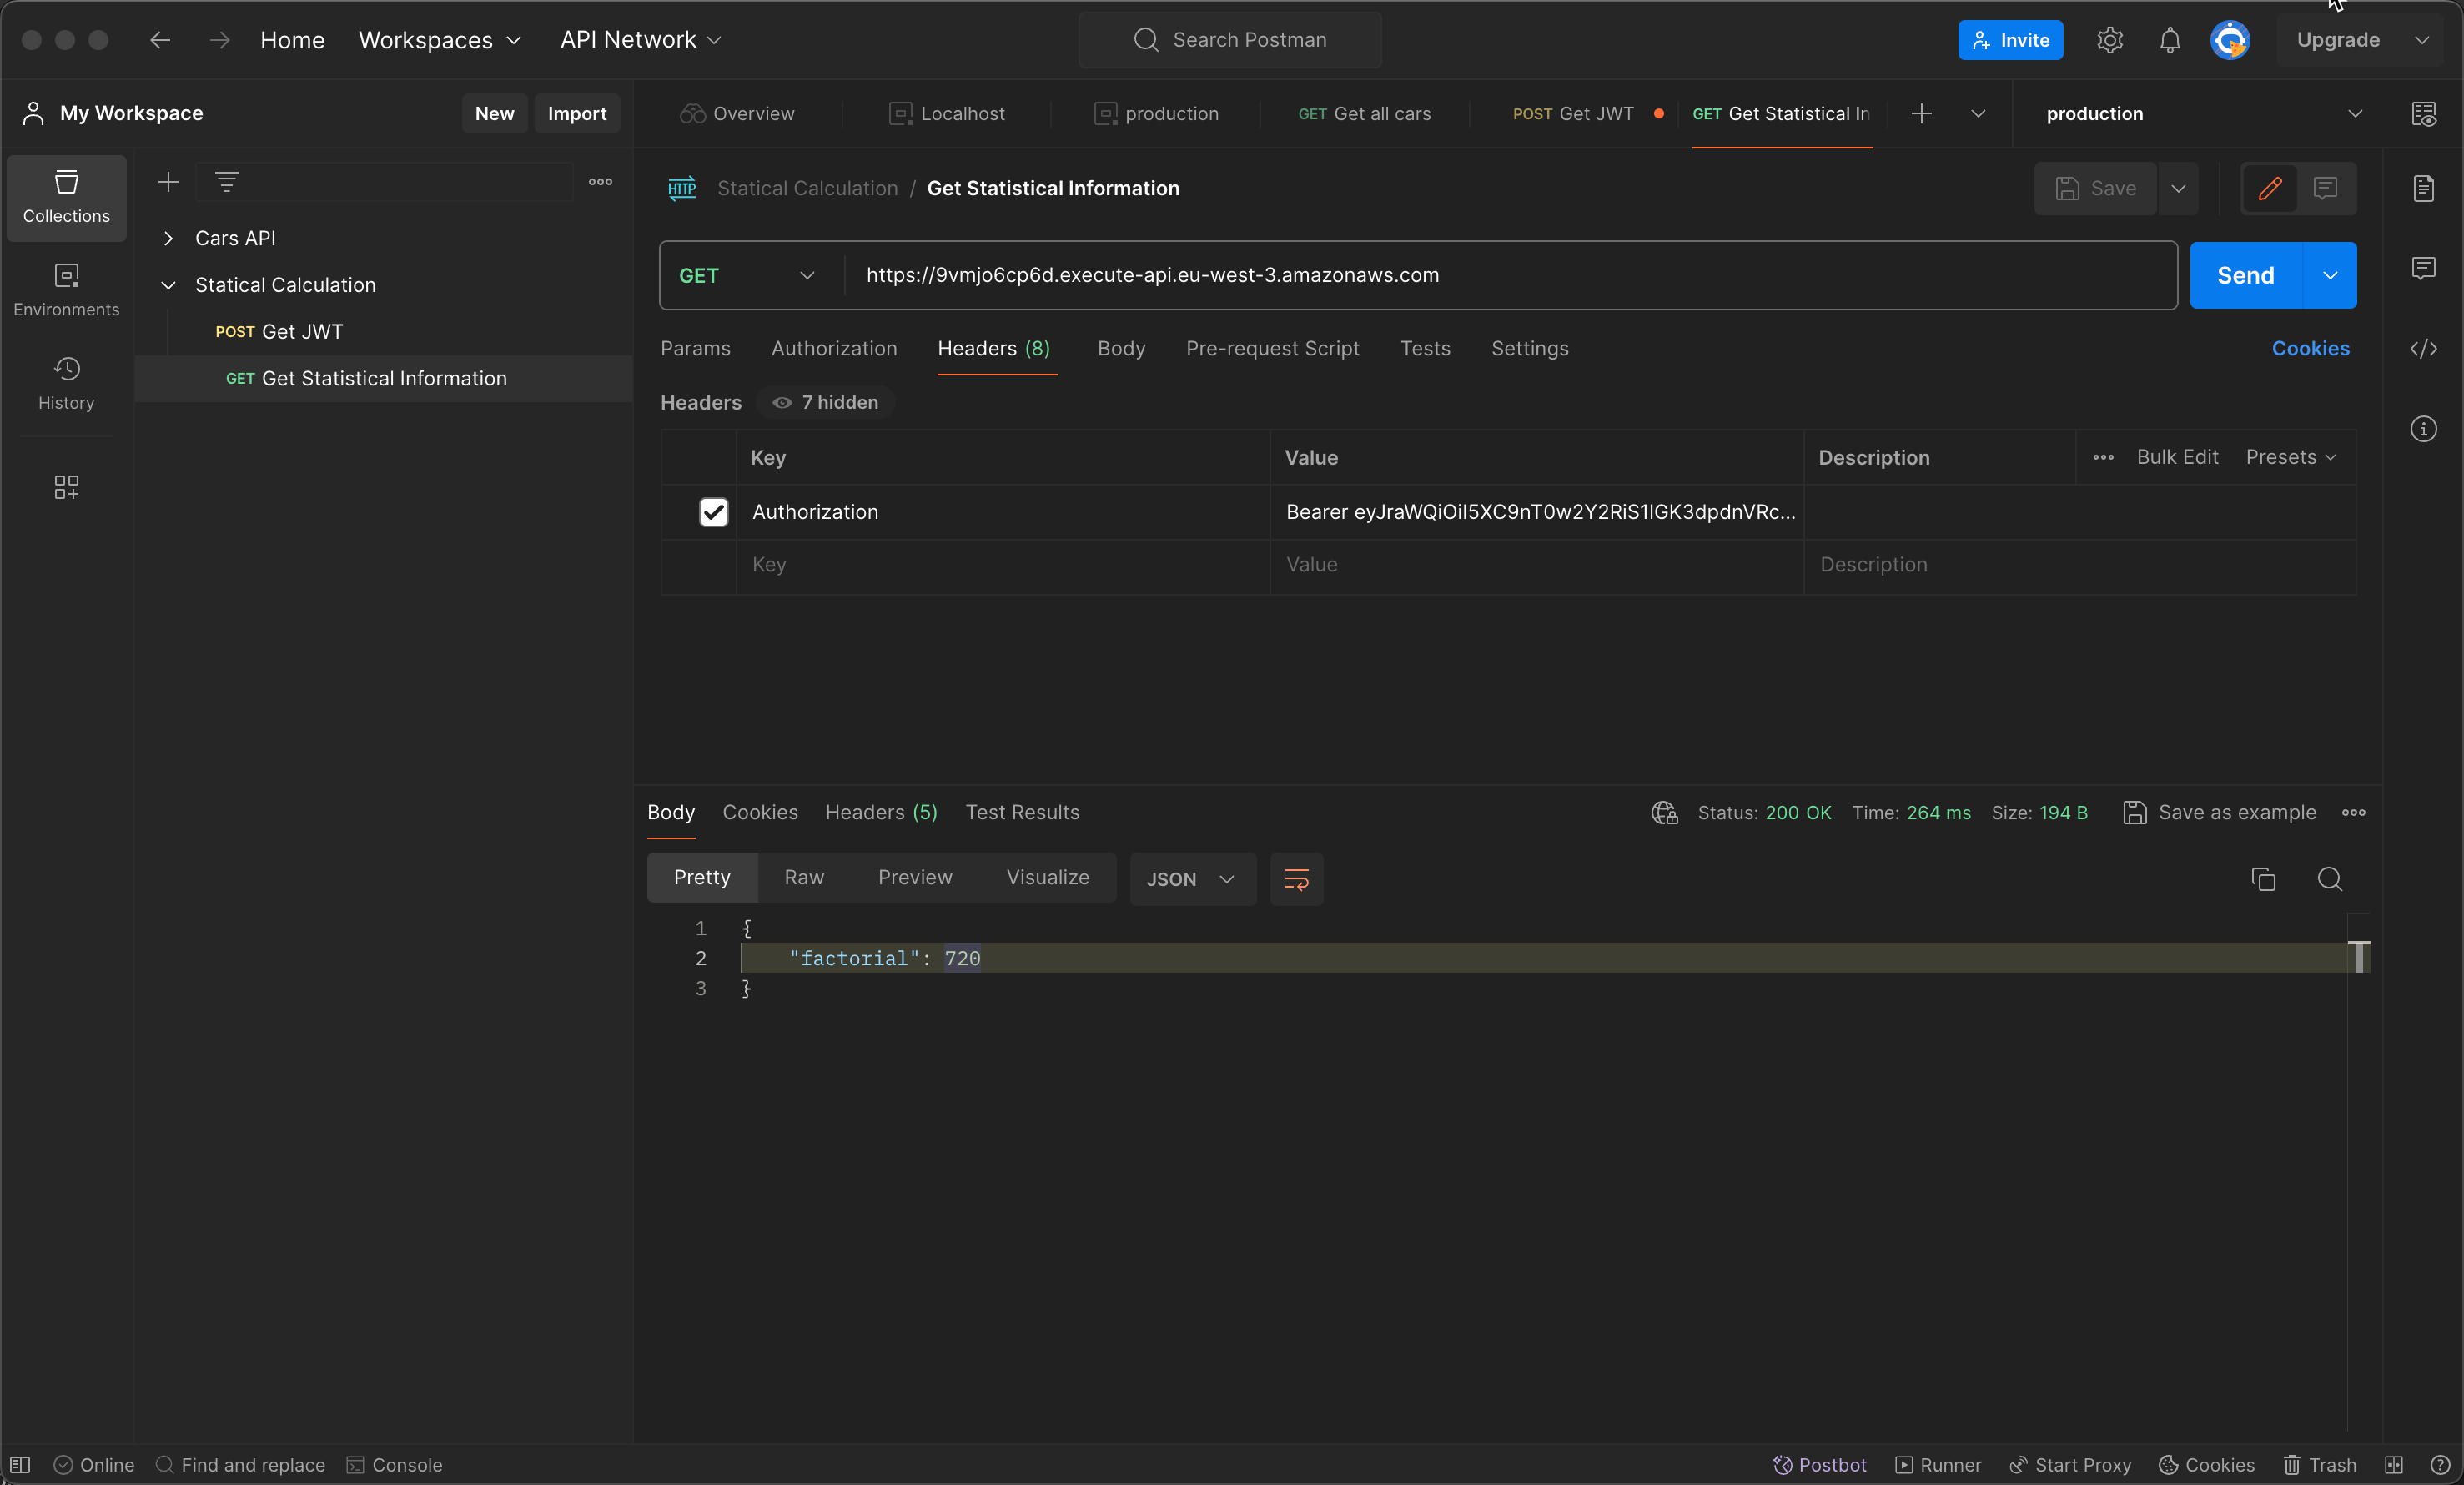 Home Workspaces API Network Search Postman Invite Upgrade
My Workspace New Import Overview Localhost production GET Get all cars POST Get JWT GET Get Statistical In production
Collections
Environments
History
Cars API
Statical Calculation
POST Get JWT
GET Get Statistical Information
HTTP Statical Calculation / Get Statistical Information Save
GET https://9vmjo6cp6d.execute-api.eu-west-3.amazonaws.com Send
Params Authorization Headers (8) Body Pre-request Script Tests Settings Cookies
Headers 7 hidden
Key Value Description Bulk Edit Presets
Authorization Bearer eyJraWQiOiI5XC9nT0w2Y2RiS1lGK3dpdnVRc...
Key Value Description
Body Cookies Headers (5) Test Results Status: 200 OK Time: 264 ms Size: 194 B Save as example
Pretty Raw Preview Visualize JSON
1 {
2 "factorial": 720
3 }
Online Find and replace Console Postbot Runner Start Proxy Cookies Trash